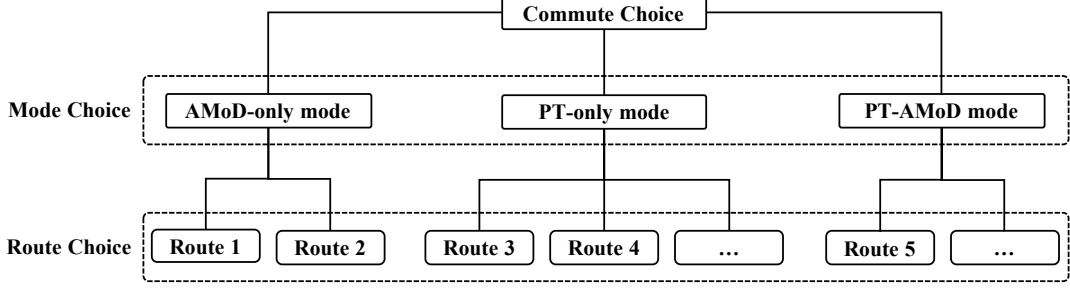 Commute Choice
Mode Choice
AMoD-only mode
PT-only mode
PT-AMoD mode
Route Choice
Route 1
Route 2
Route 3
Route 4
...
Route 5
...